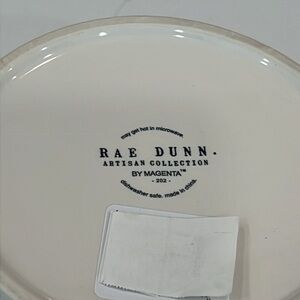 may get hot in microwave.
RAE DUNN.
ARTISAN COLLECTION
BY MAGENTA™
- 202 -
dishwasher safe. made in china.